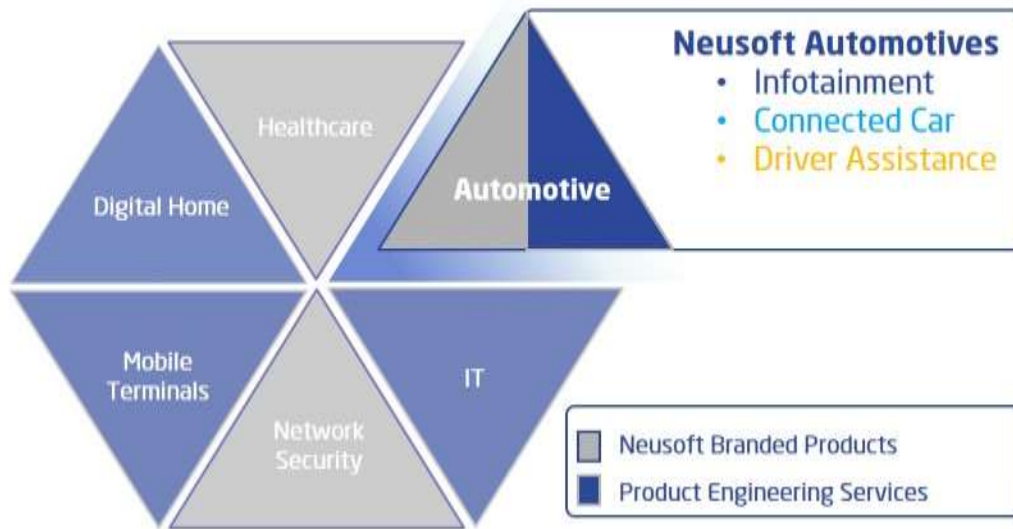 Healthcare
Digital Home
Mobile
Terminals
Network
Security
IT
Automotive
Neusoft Automotives
• Infotainment
• Connected Car
• Driver Assistance
Neusoft Branded Products
Product Engineering Services